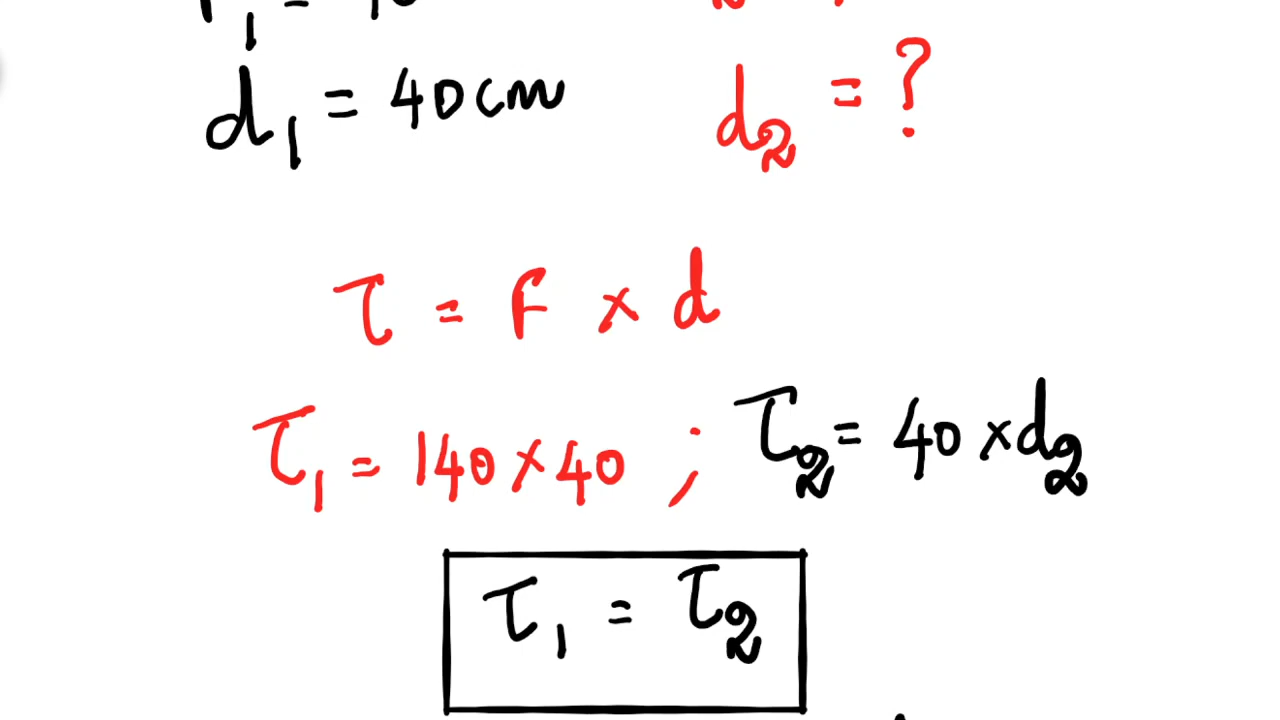 d₁ = 40cm d₂ = ?
τ = F × d
τ₁ = 140 × 40 ; τ₂ = 40 × d₂
τ₁ = τ₂